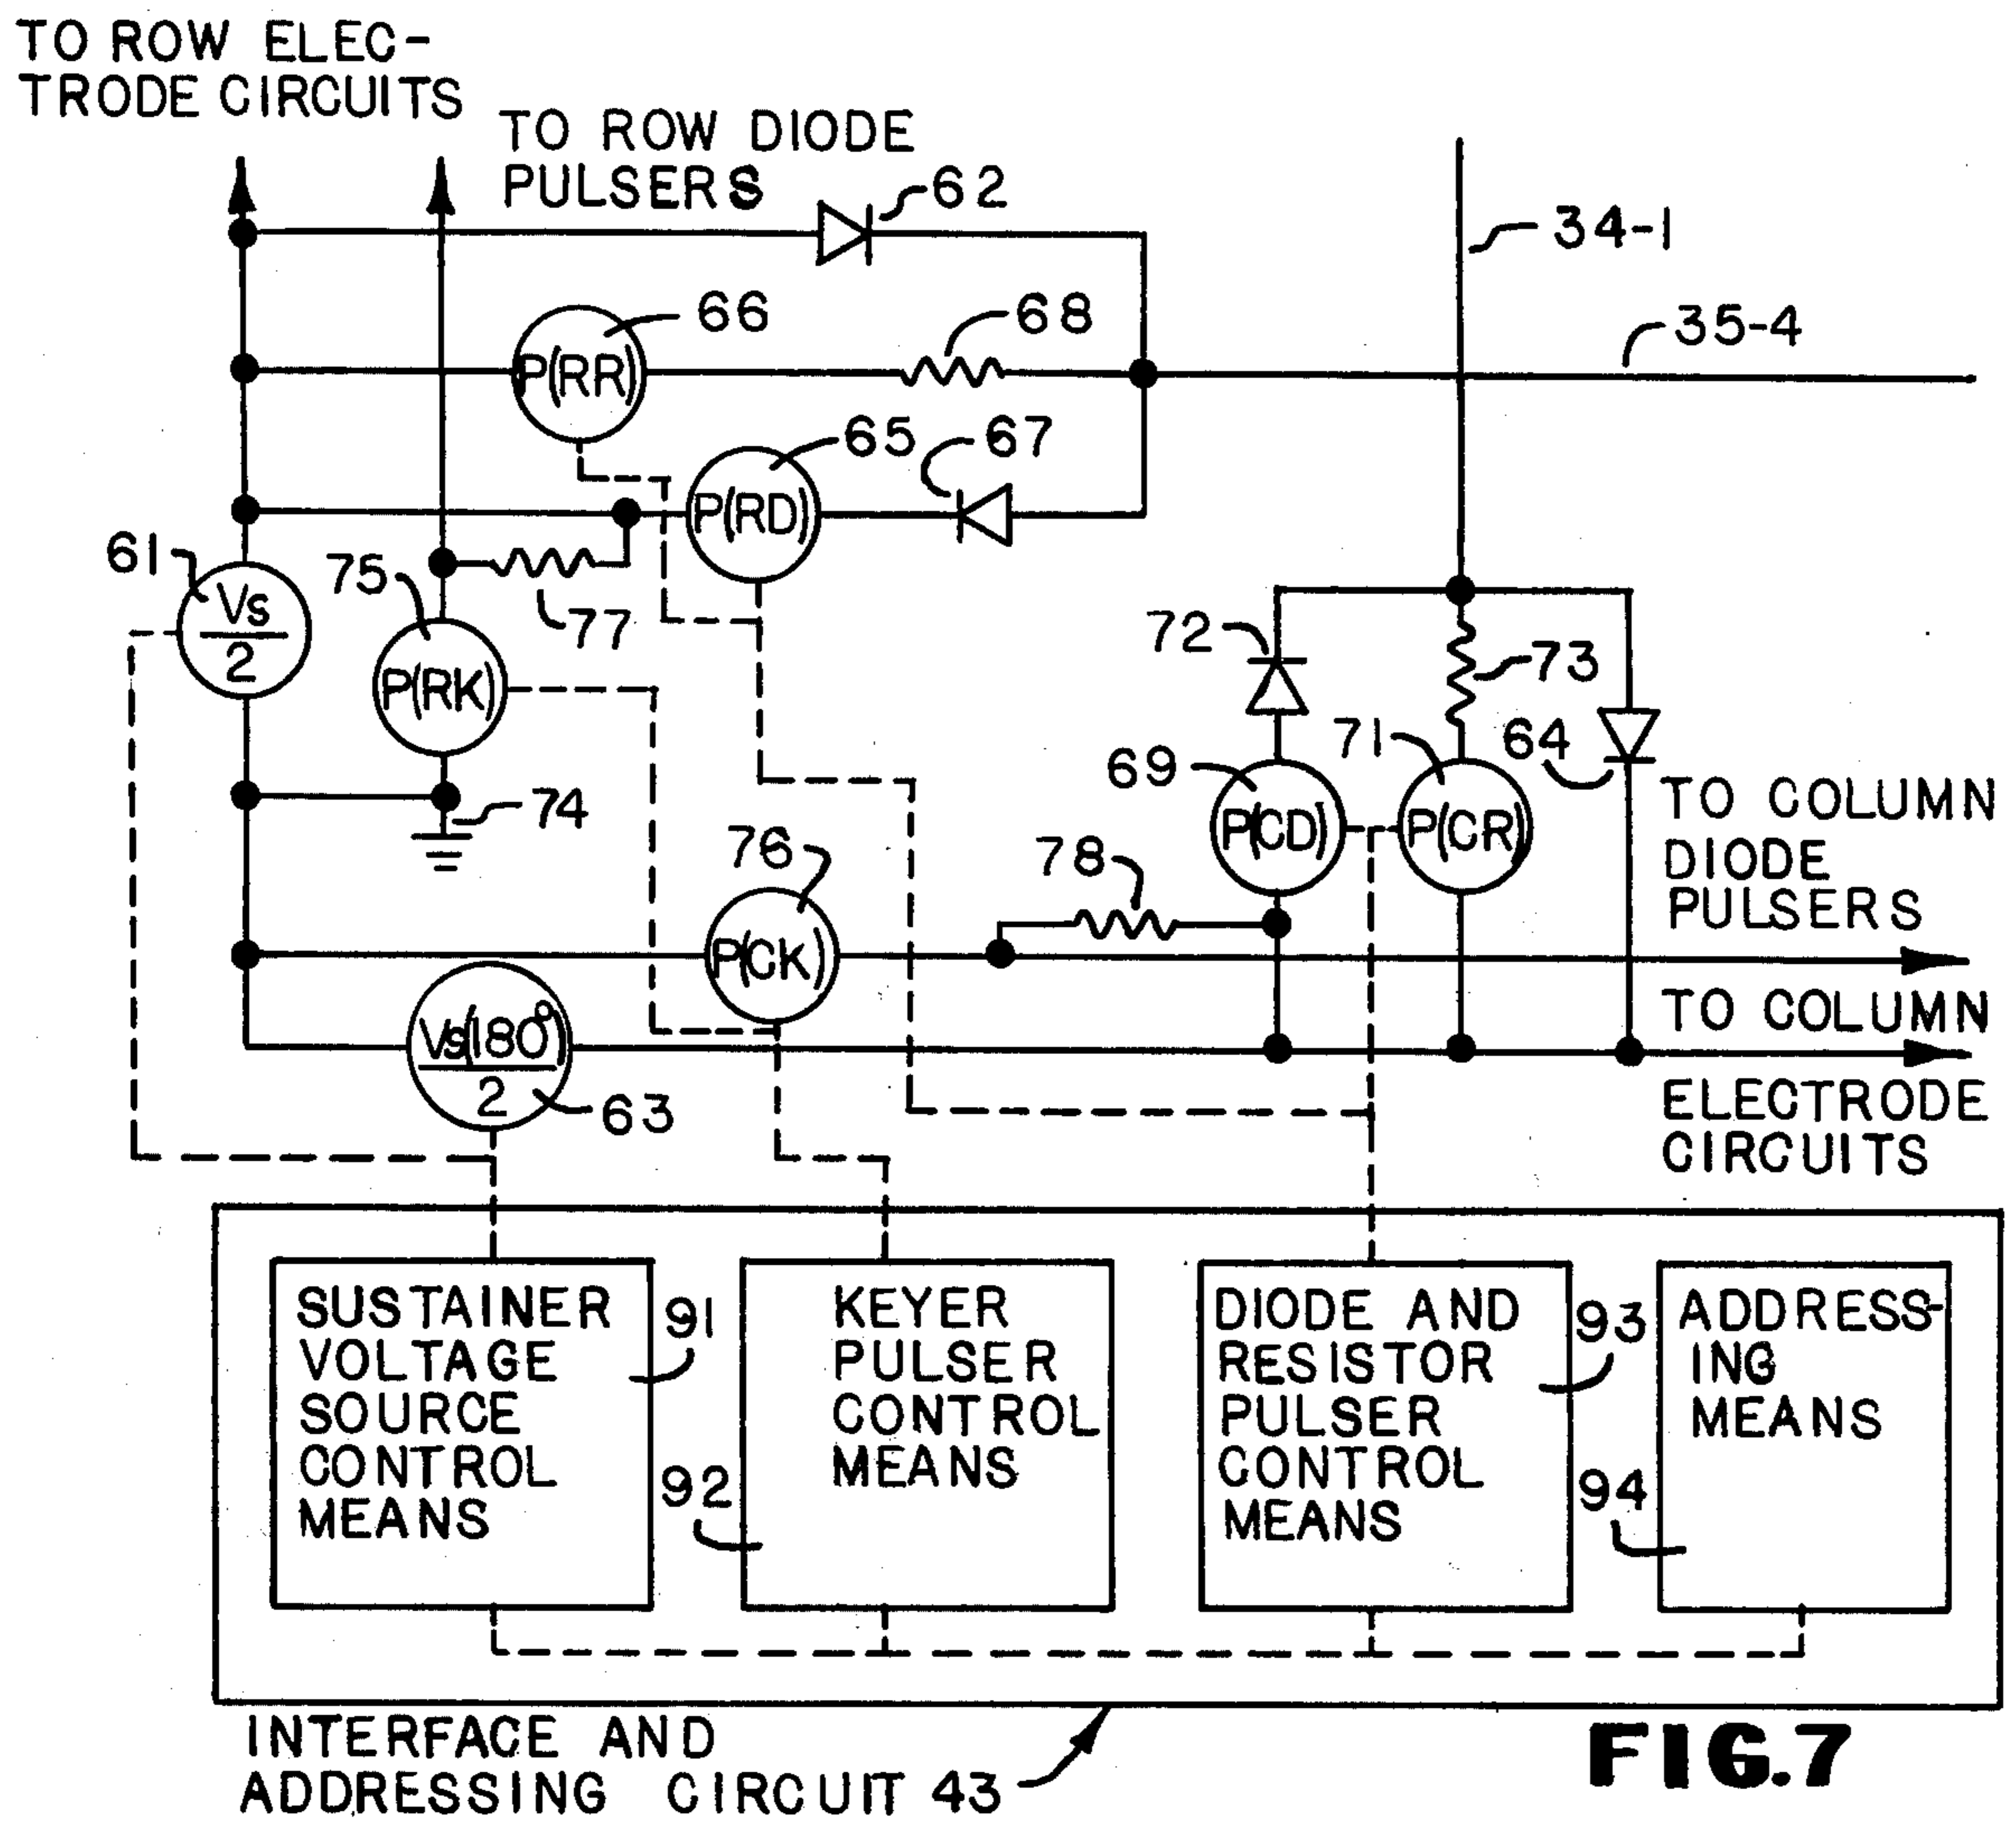 TO ROW ELEC-
TRODE CIRCUITS
TO ROW DIODE
PULSERS
62
34-1
66
68
35-4
P(RR)
65
67
P(RD)
61
Vs
2
75
77
P(RK)
72
73
71
64
69
74
P(CD)
P(CR)
TO COLUMN
DIODE
PULSERS
76
78
P(CK)
TO COLUMN
ELECTRODE
CIRCUITS
Vs(180°)
2
63
SUSTAINER
VOLTAGE
SOURCE
CONTROL
MEANS
91
KEYER
PULSER
CONTROL
MEANS
92
DIODE AND
RESISTOR
PULSER
CONTROL
MEANS
93
ADDRESS-
ING
MEANS
94
INTERFACE AND
ADDRESSING CIRCUIT 43
FIG.7